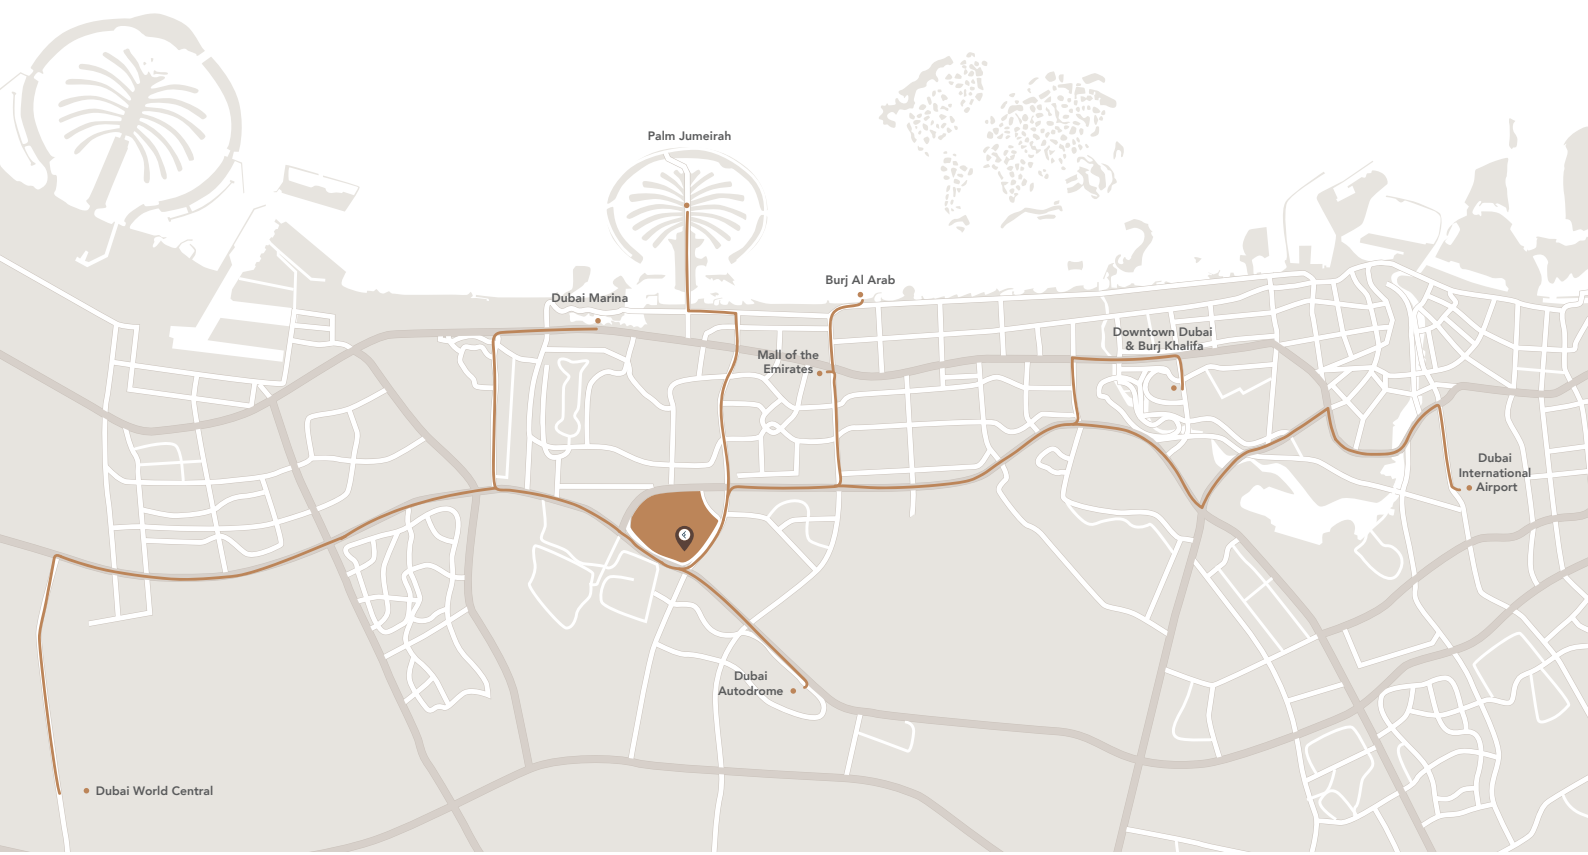 Palm Jumeirah
Burj Al Arab
Dubai Marina
Downtown Dubai
& Burj Khalifa
Mall of the
Emirates
Dubai
International
Airport
Dubai
Autodrome
Dubai World Central